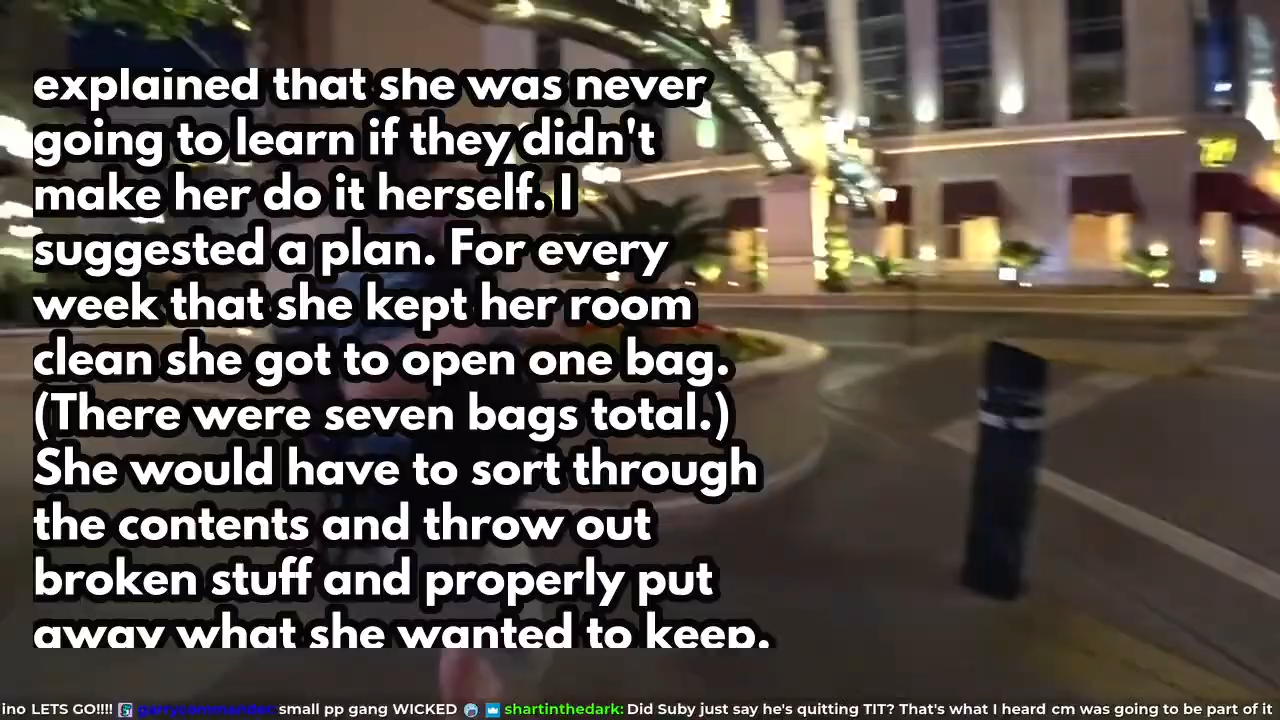 explained that she was never
going to learn if they didn't
make her do it herself. I
suggested a plan. For every
week that she kept her room
clean she got to open one bag.
(There were seven bags total.)
She would have to sort through
the contents and throw out
broken stuff and properly put
away what she wanted to keep.
ino LETS GO!!!! garrycommander: small pp gang WICKED shartinthedark: Did Suby just say he's quitting TIT? That's what I heard cm was going to be part of it